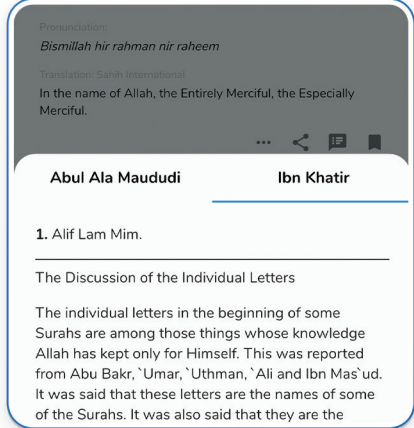 Pronunciation:
Bismillah hir rahman nir raheem
Translation: Sahih International
In the name of Allah, the Entirely Merciful, the Especially
Merciful.
Abul Ala Maududi
Ibn Khatir
1. Alif Lam Mim.
The Discussion of the Individual Letters
The individual letters in the beginning of some
Surahs are among those things whose knowledge
Allah has kept only for Himself. This was reported
from Abu Bakr, `Umar, `Uthman, `Ali and Ibn Mas`ud.
It was said that these letters are the names of some
of the Surahs. It was also said that they are the